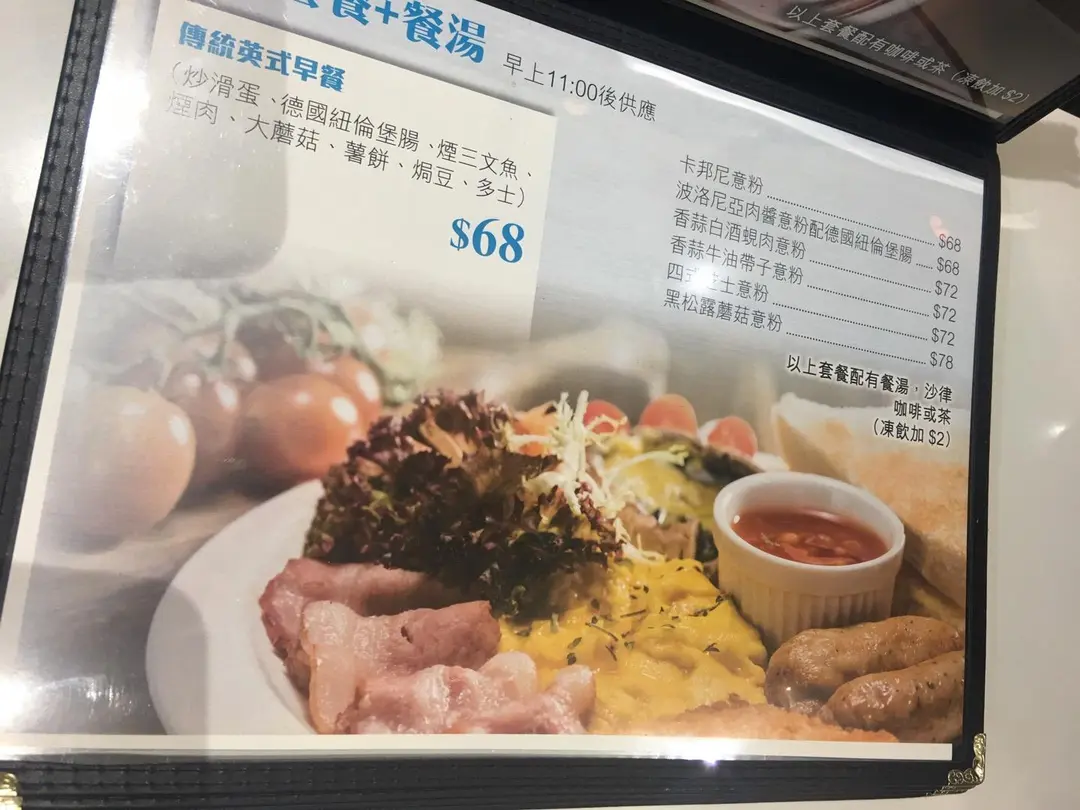 餐+餐湯 早上11:00後供應
以上套餐配有咖啡或茶（凍飲加 $2）
傳統英式早餐
（炒滑蛋、德國紐倫堡腸、煙三文魚、
煙肉、大蘑菇、薯餅、焗豆、多士）
$68
卡邦尼意粉 $68
波洛尼亞肉醬意粉配德國紐倫堡腸 $68
香蒜白酒蜆肉意粉 $72
香蒜牛油帶子意粉 $72
四式芝士意粉 $72
黑松露蘑菇意粉 $78
以上套餐配有餐湯，沙律
咖啡或茶
（凍飲加 $2）